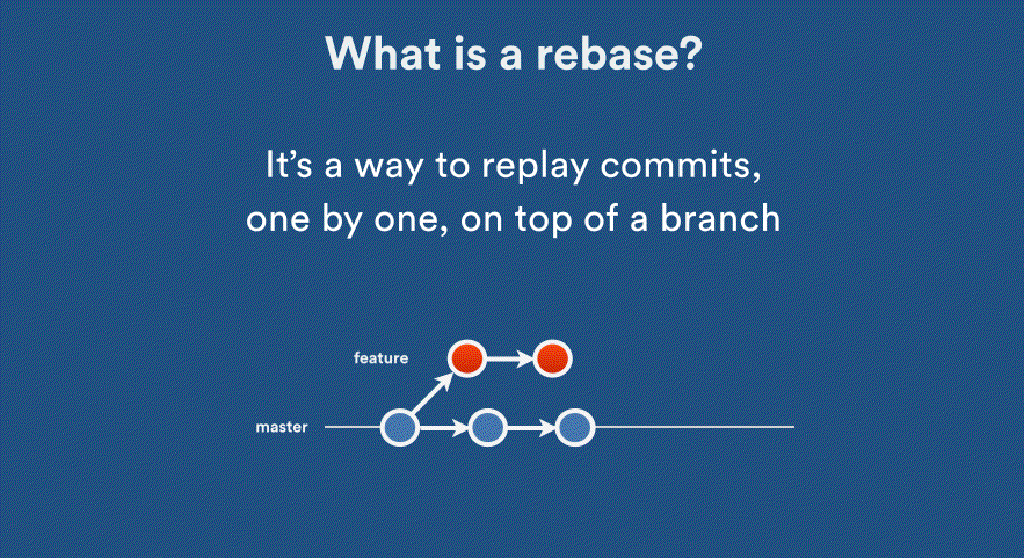 What is a rebase?
It’s a way to replay commits,
one by one, on top of a branch
feature
master